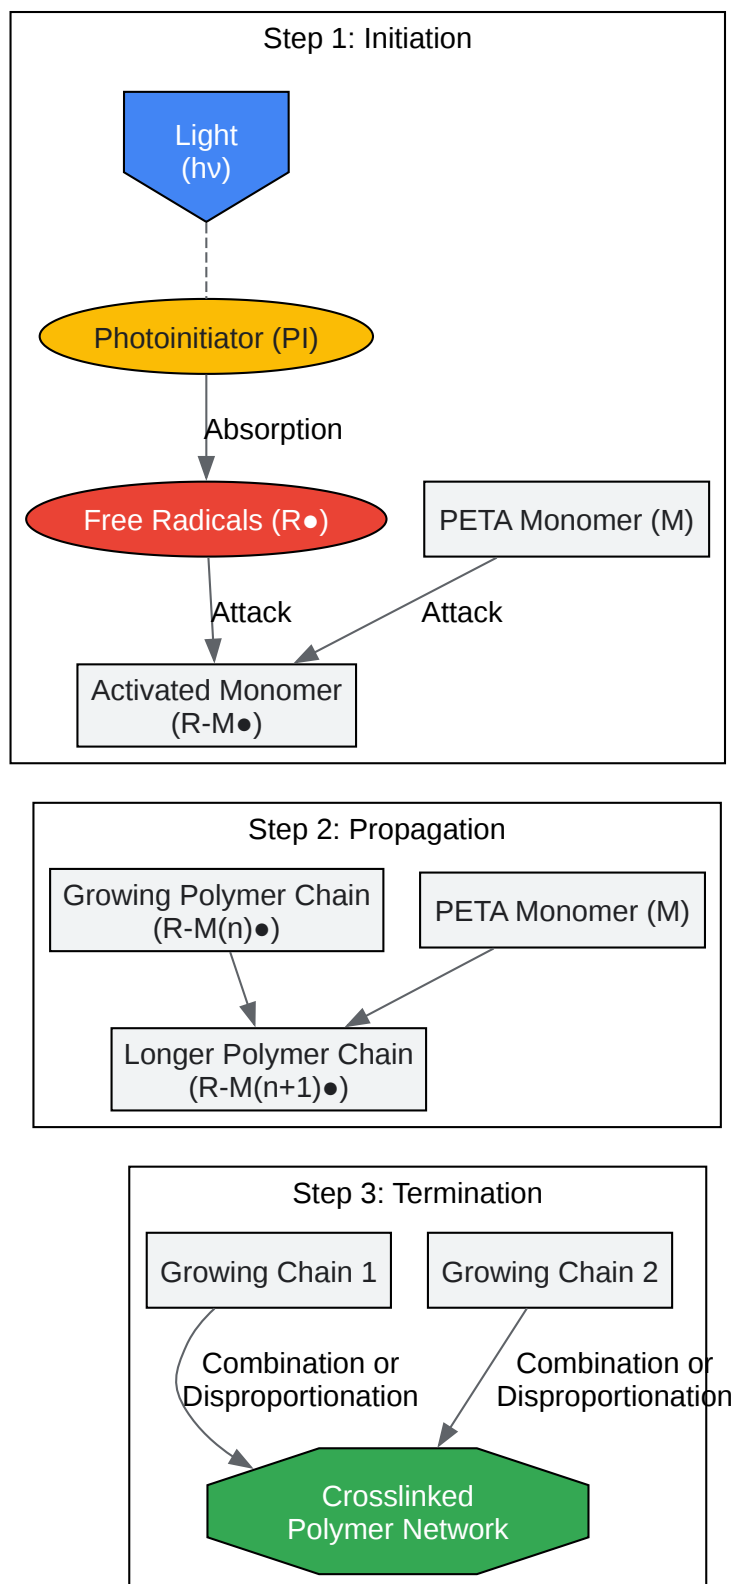 Step 1: Initiation
Light
(hν)
Photoinitiator (PI)
Absorption
Free Radicals (R●)
PETA Monomer (M)
Attack
Attack
Activated Monomer
(R-M●)
Step 2: Propagation
Growing Polymer Chain
(R-M(n)●)
PETA Monomer (M)
Longer Polymer Chain
(R-M(n+1)●)
Step 3: Termination
Growing Chain 1
Growing Chain 2
Combination or
Disproportionation
Combination or
Disproportionation
Crosslinked
Polymer Network